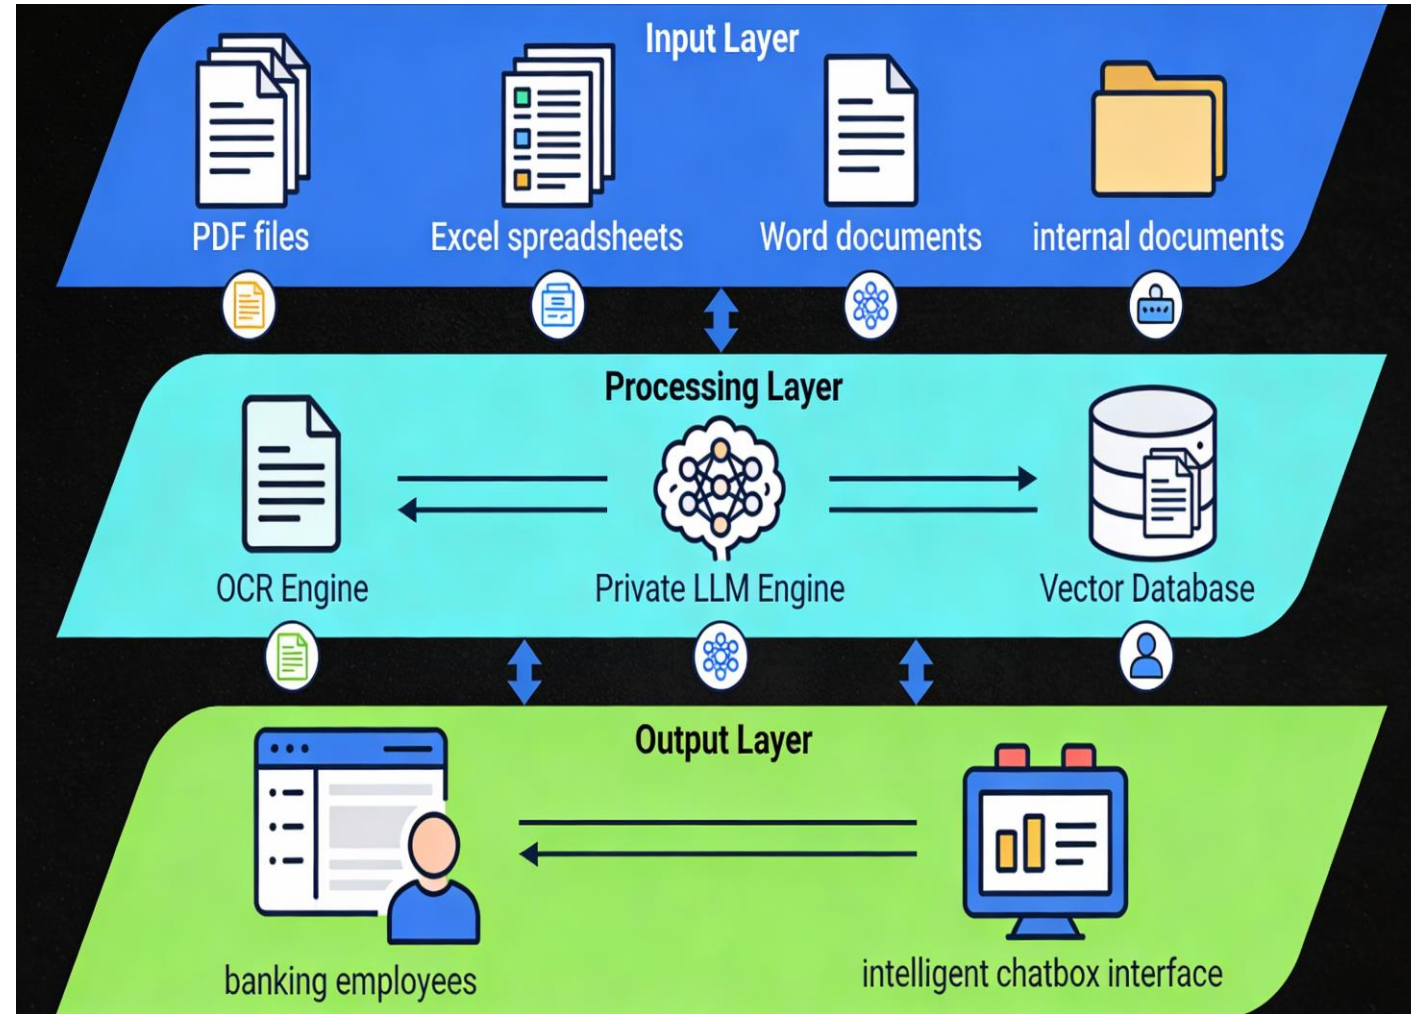 Input Layer
PDF files
Excel spreadsheets
Word documents
internal documents
Processing Layer
OCR Engine
Private LLM Engine
Vector Database
Output Layer
banking employees
intelligent chatbox interface